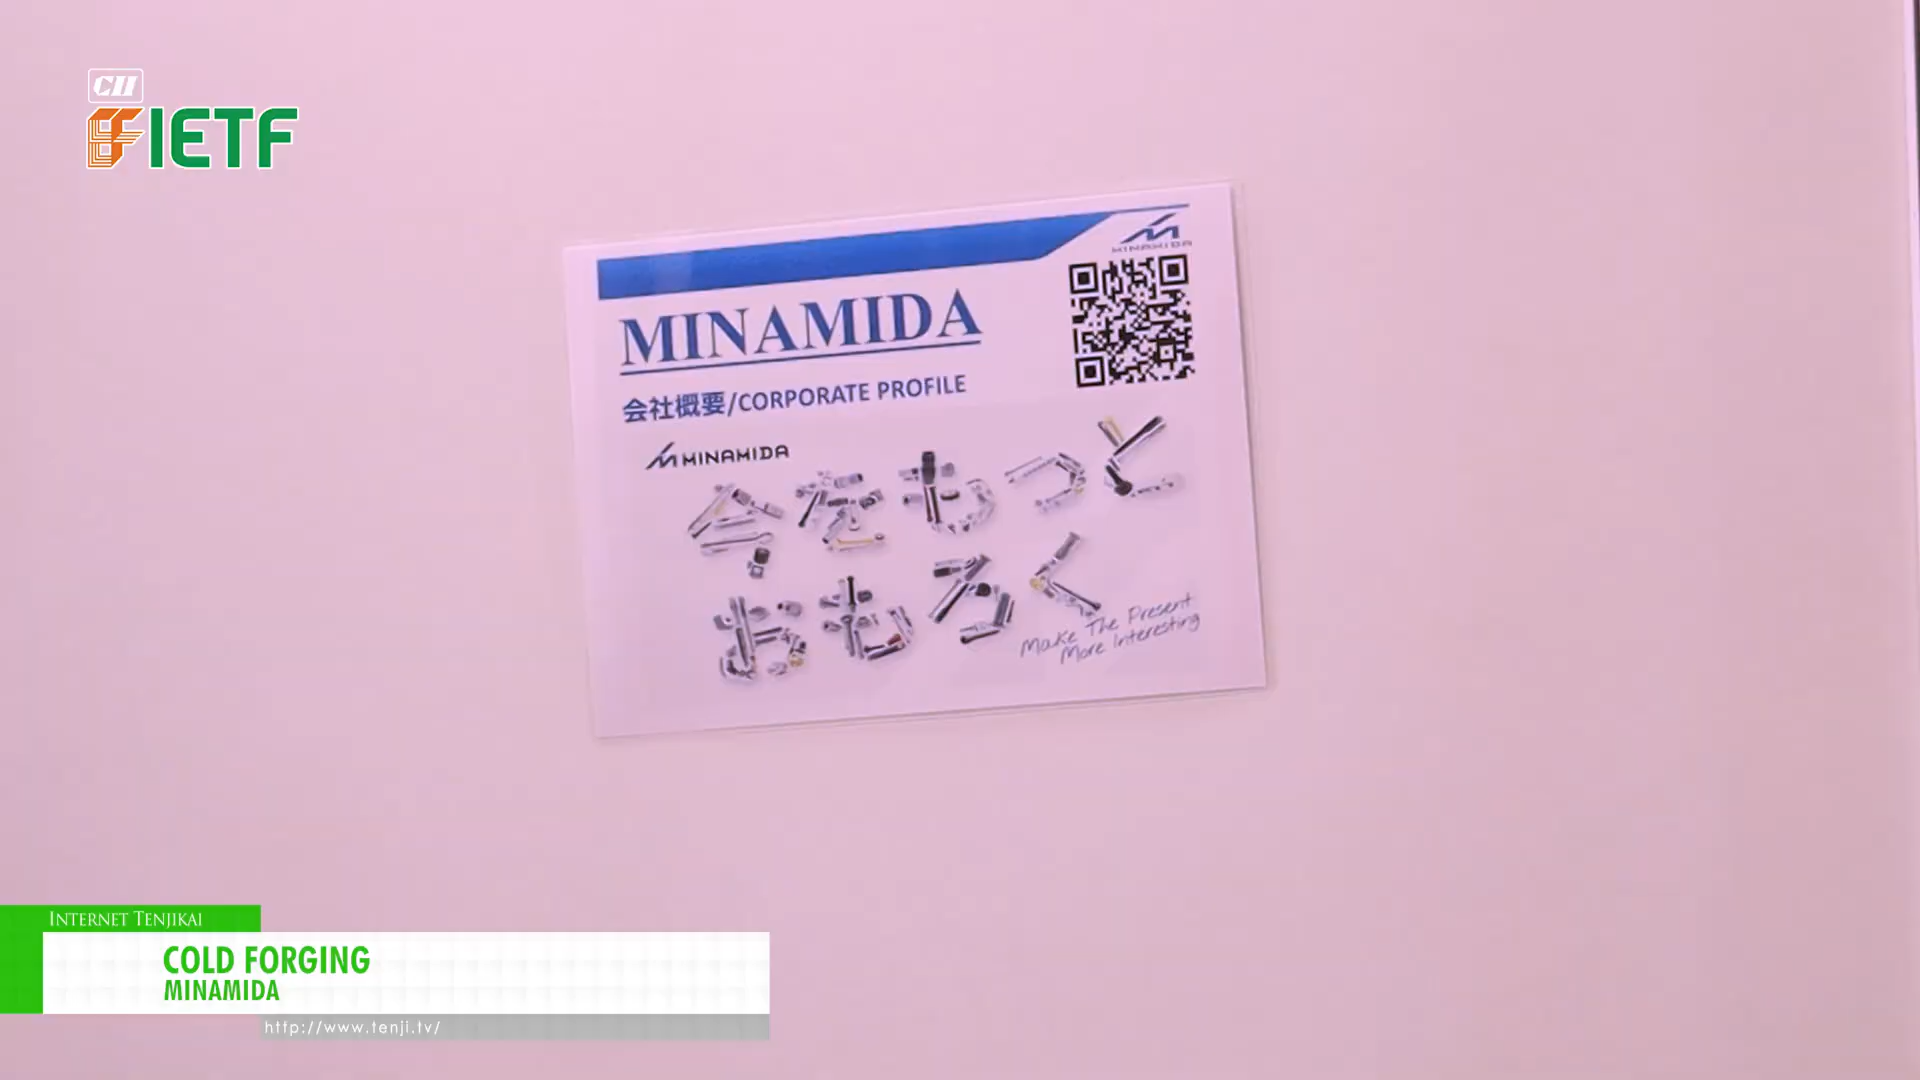 CII
IETF
MINAMIDA
MINAMIDA
会社概要/CORPORATE PROFILE
MINAMIDA
今をもっと
おもろく
Make The Present
More Interesting
INTERNET TENJIKAI
COLD FORGING
MINAMIDA
http://www.tenji.tv/